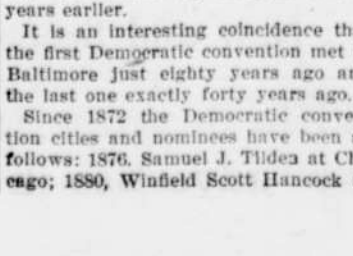 years earlier.
It is an interesting coincidence th
the first Democratic convention met
Baltimore just eighty years ago an
the last one exactly forty years ago.
Since 1872 the Democratic conve
tion cities and nominees have been
follows: 1876, Samuel J. Tilden at Ch
cago; 1880, Winfield Scott Hancock